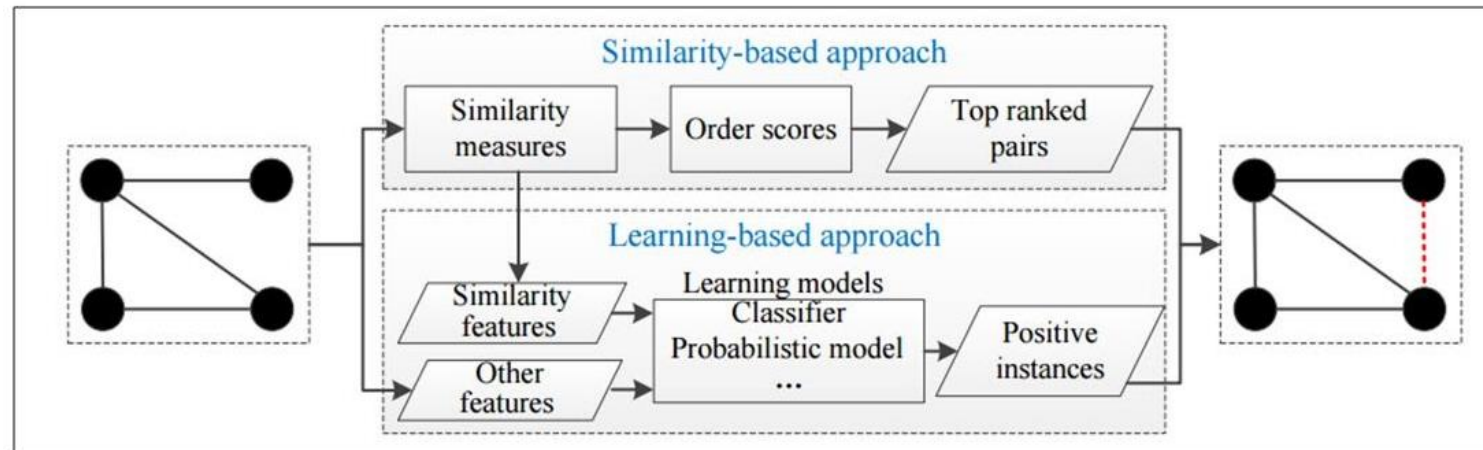 Similarity-based approach
Similarity
measures
Order scores
Top ranked
pairs
Learning-based approach
Similarity
features
Other
features
Learning models
Classifier
Probabilistic model
...
Positive
instances